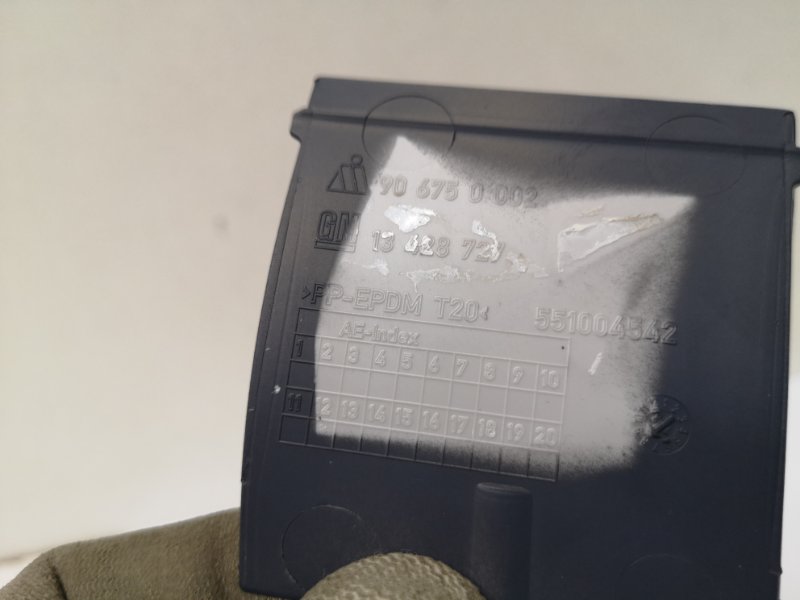 90 675 0 002
GM 13 428 727
>PP-EPDM T20< 551004542
AE-Index
1 2 3 4 5 6 7 8 9 10
11 12 13 14 15 16 17 18 19 20